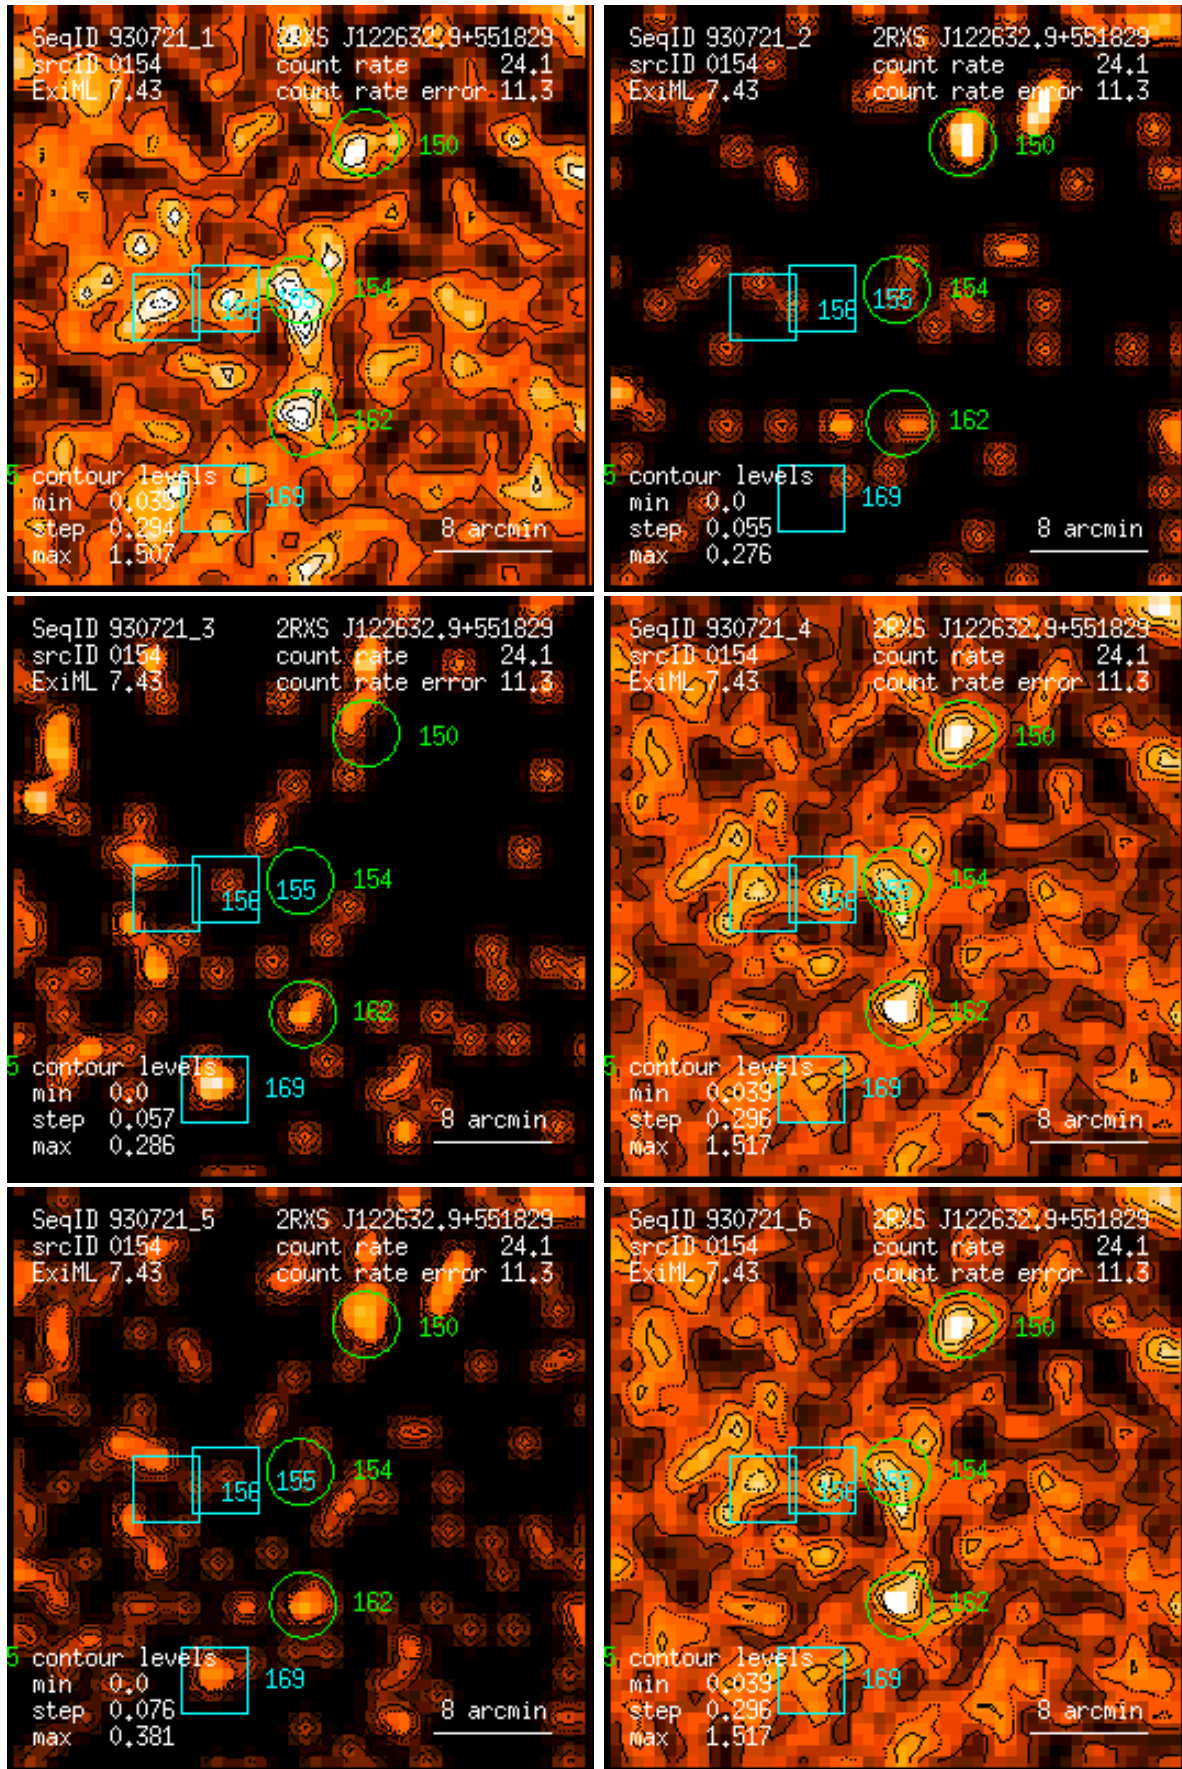 SeqID 930721_1 2RXS J122632.9+551829
srcID 0154 count rate 24.1
ExiML 7.43 count rate error 11.3
150
154
155
158
162
5 contour levels
169
min 0.035
step 0.294 8 arcmin
max 1.507
SeqID 930721_2 2RXS J122632.9+551829
srcID 0154 count rate 24.1
ExiML 7.43 count rate error 11.3
150
154
155
158
162
5 contour levels
169
min 0.0
step 0.055 8 arcmin
max 0.276
SeqID 930721_3 2RXS J122632.9+551829
srcID 0154 count rate 24.1
ExiML 7.43 count rate error 11.3
150
154
155
158
162
5 contour levels
169
min 0.0
step 0.057 8 arcmin
max 0.286
SeqID 930721_4 2RXS J122632.9+551829
srcID 0154 count rate 24.1
ExiML 7.43 count rate error 11.3
150
154
155
158
162
5 contour levels
169
min 0.039
step 0.296 8 arcmin
max 1.517
SeqID 930721_5 2RXS J122632.9+551829
srcID 0154 count rate 24.1
ExiML 7.43 count rate error 11.3
150
154
155
158
162
5 contour levels
169
min 0.0
step 0.076 8 arcmin
max 0.381
SeqID 930721_6 2RXS J122632.9+551829
srcID 0154 count rate 24.1
ExiML 7.43 count rate error 11.3
150
154
155
158
162
5 contour levels
169
min 0.039
step 0.296 8 arcmin
max 1.517